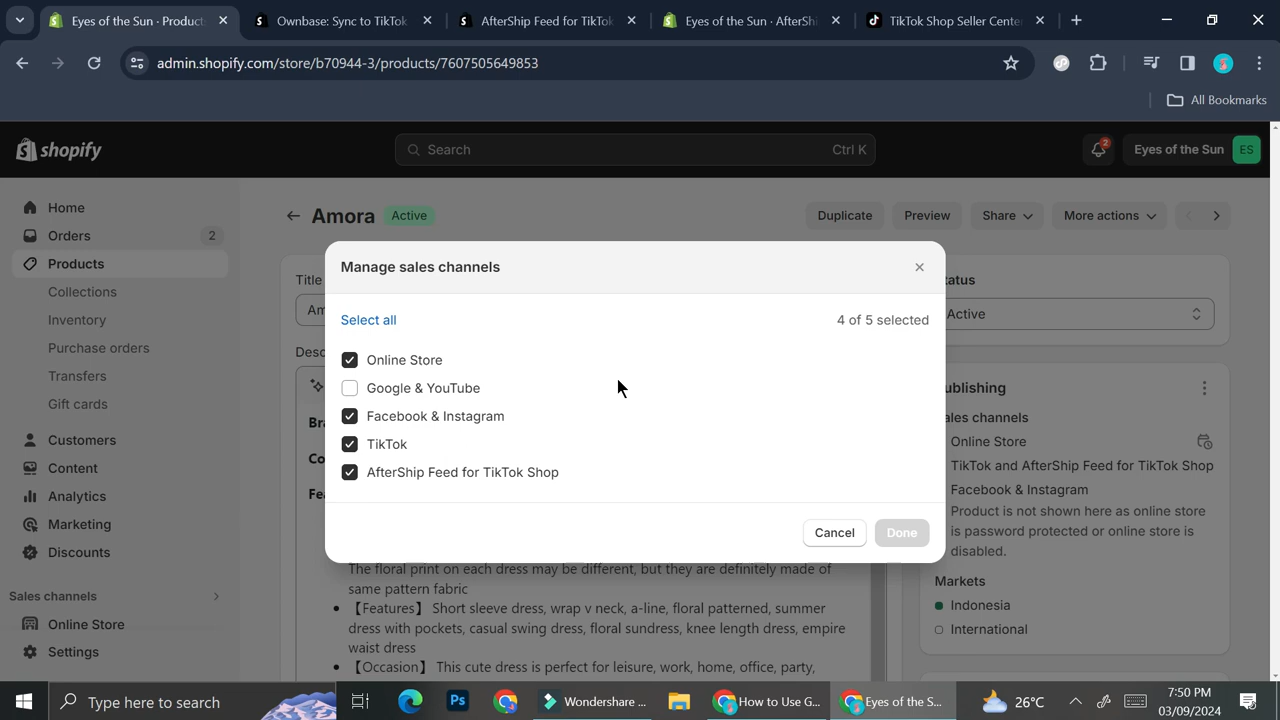 Eyes of the Sun · Product
Ownbase: Sync to TikTok
AfterShip Feed for TikTok
Eyes of the Sun · AfterShi
TikTok Shop Seller Center
admin.shopify.com/store/b70944-3/products/7607505649853
All Bookmarks
shopify
Search
Ctrl K
2
Eyes of the Sun
ES
Home
Orders
2
Products
Collections
Inventory
Purchase orders
Transfers
Gift cards
Customers
Content
Analytics
Marketing
Discounts
Sales channels
Online Store
Settings
Amora
Active
Duplicate
Preview
Share
More actions
Title
Am
Desc
Bra
Co
Fea
Manage sales channels
Select all
4 of 5 selected
Online Store
Google & YouTube
Facebook & Instagram
TikTok
AfterShip Feed for TikTok Shop
Cancel
Done
The floral print on each dress may be different, but they are definitely made of
same pattern fabric
• 【Features】 Short sleeve dress, wrap v neck, a-line, floral patterned, summer
dress with pockets, casual swing dress, floral sundress, knee length dress, empire
waist dress
• 【Occasion】 This cute dress is perfect for leisure, work, home, office, party,
tatus
Active
ublishing
ales channels
Online Store
TikTok and AfterShip Feed for TikTok Shop
Facebook & Instagram
Product is not shown here as online store
is password protected or online store is
disabled.
Markets
Indonesia
International
Type here to search
Ps
Wondershare ...
How to Use G...
Eyes of the S...
26°C
7:50 PM
03/09/2024